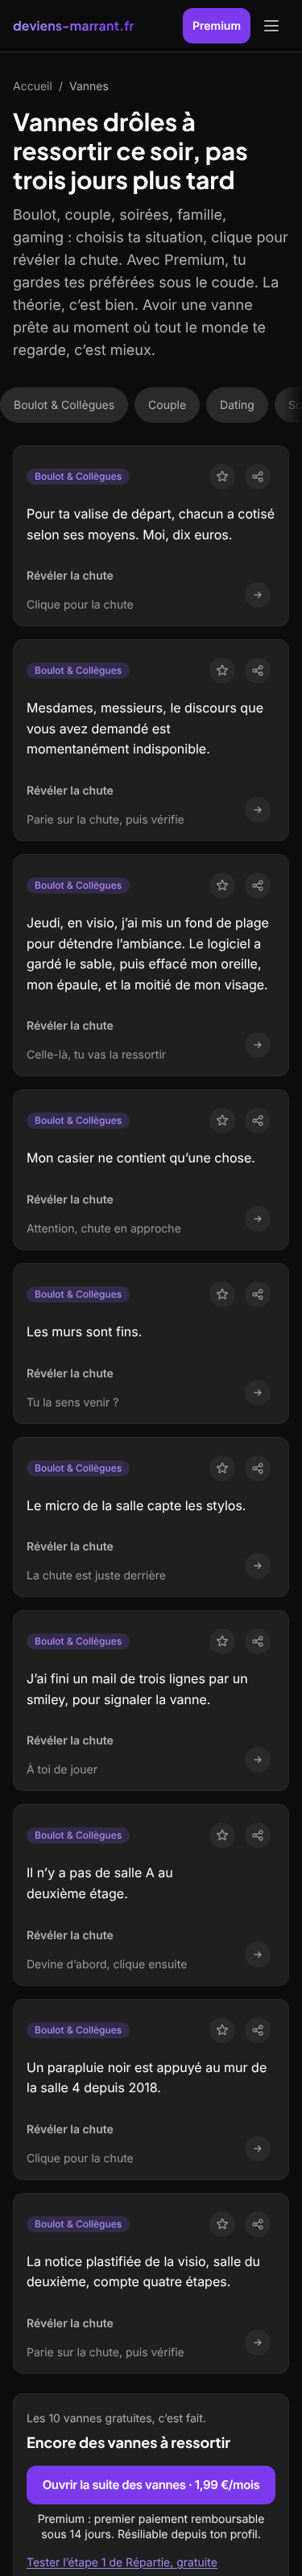 deviens-marrant.fr
Premium
Accueil / Vannes
Vannes drôles à
ressortir ce soir, pas
trois jours plus tard
Boulot, couple, soirées, famille,
gaming : choisis ta situation, clique pour
révéler la chute. Avec Premium, tu
gardes tes préférées sous le coude. La
théorie, c’est bien. Avoir une vanne
prête au moment où tout le monde te
regarde, c’est mieux.
Boulot & Collègues
Couple
Dating
Boulot & Collègues
Pour ta valise de départ, chacun a cotisé
selon ses moyens. Moi, dix euros.
Révéler la chute
Clique pour la chute
Boulot & Collègues
Mesdames, messieurs, le discours que
vous avez demandé est
momentanément indisponible.
Révéler la chute
Parie sur la chute, puis vérifie
Boulot & Collègues
Jeudi, en visio, j’ai mis un fond de plage
pour détendre l’ambiance. Le logiciel a
gardé le sable, puis effacé mon oreille,
mon épaule, et la moitié de mon visage.
Révéler la chute
Celle-là, tu vas la ressortir
Boulot & Collègues
Mon casier ne contient qu’une chose.
Révéler la chute
Attention, chute en approche
Boulot & Collègues
Les murs sont fins.
Révéler la chute
Tu la sens venir ?
Boulot & Collègues
Le micro de la salle capte les stylos.
Révéler la chute
La chute est juste derrière
Boulot & Collègues
J’ai fini un mail de trois lignes par un
smiley, pour signaler la vanne.
Révéler la chute
À toi de jouer
Boulot & Collègues
Il n’y a pas de salle A au
deuxième étage.
Révéler la chute
Devine d’abord, clique ensuite
Boulot & Collègues
Un parapluie noir est appuyé au mur de
la salle 4 depuis 2018.
Révéler la chute
Clique pour la chute
Boulot & Collègues
La notice plastifiée de la visio, salle du
deuxième, compte quatre étapes.
Révéler la chute
Parie sur la chute, puis vérifie
Les 10 vannes gratuites, c’est fait.
Encore des vannes à ressortir
Ouvrir la suite des vannes · 1,99 €/mois
Premium : premier paiement remboursable
sous 14 jours. Résiliable depuis ton profil.
Tester l’étape 1 de Répartie, gratuite